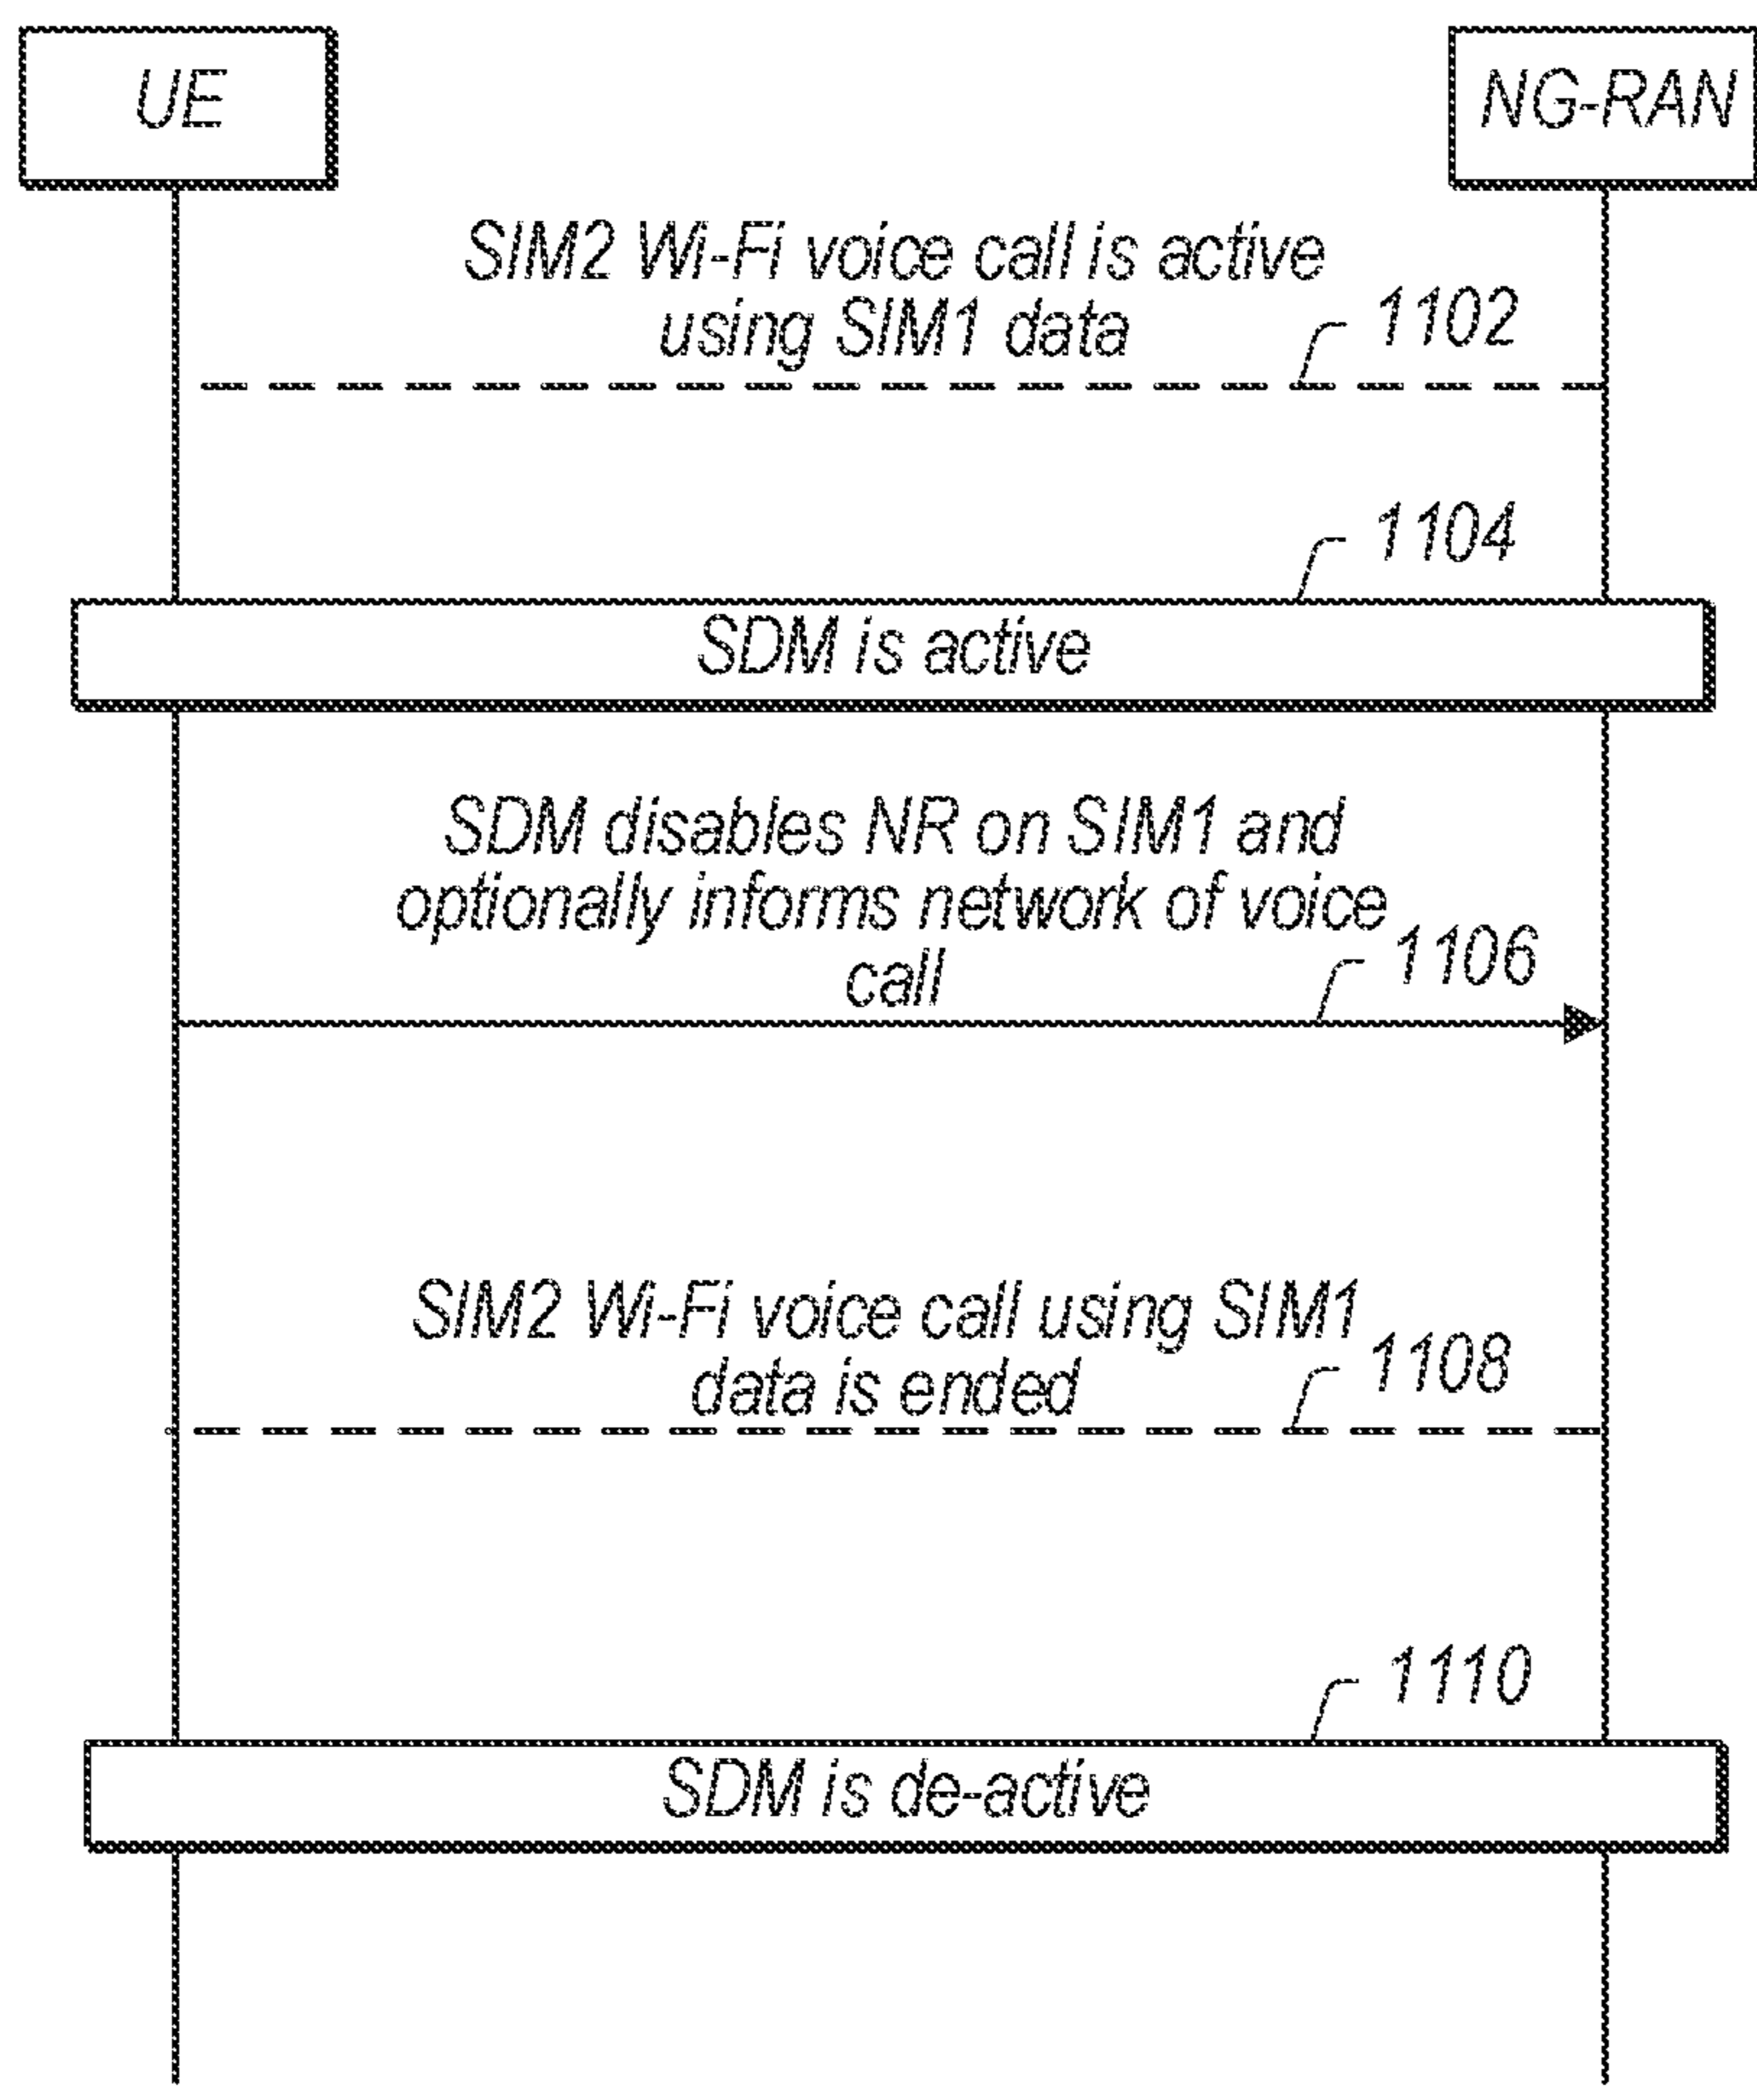 UE
NG-RAN
SIM2 Wi-Fi voice call is active
using SIM1 data
1102
1104
SDM is active
SDM disables NR on SIM1 and
optionally informs network of voice
call
1106
SIM2 Wi-Fi voice call using SIM1
data is ended
1108
1110
SDM is de-active